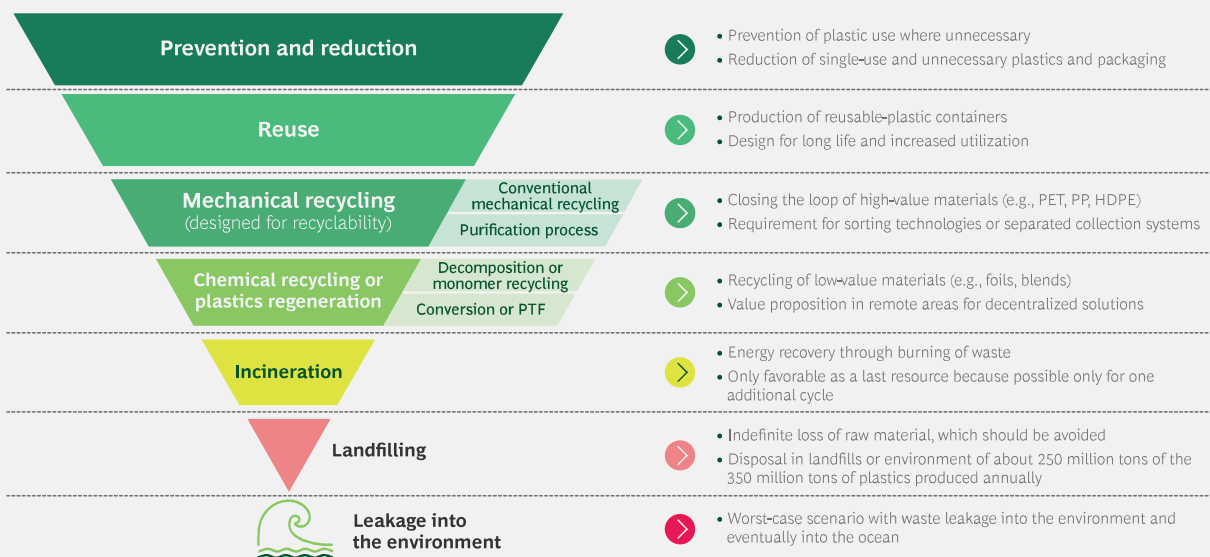 Prevention and reduction
• Prevention of plastic use where unnecessary
• Reduction of single-use and unnecessary plastics and packaging
Reuse
• Production of reusable-plastic containers
• Design for long life and increased utilization
Mechanical recycling
(designed for recyclability)
Conventional
mechanical recycling
Purification process
• Closing the loop of high-value materials (e.g., PET, PP, HDPE)
• Requirement for sorting technologies or separated collection systems
Chemical recycling or
plastics regeneration
Decomposition or
monomer recycling
Conversion or PTF
• Recycling of low-value materials (e.g., foils, blends)
• Value proposition in remote areas for decentralized solutions
Incineration
• Energy recovery through burning of waste
• Only favorable as a last resource because possible only for one
additional cycle
Landfilling
• Indefinite loss of raw material, which should be avoided
• Disposal in landfills or environment of about 250 million tons of the
350 million tons of plastics produced annually
Leakage into
the environment
• Worst-case scenario with waste leakage into the environment and
eventually into the ocean